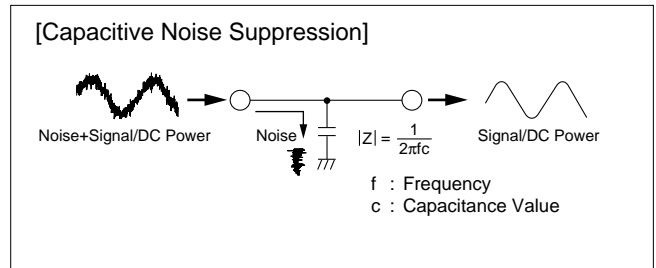 [Capacitive Noise Suppression]
Noise+Signal/DC Power
Noise
|Z| = 1/2πfc
Signal/DC Power
f : Frequency
c : Capacitance Value